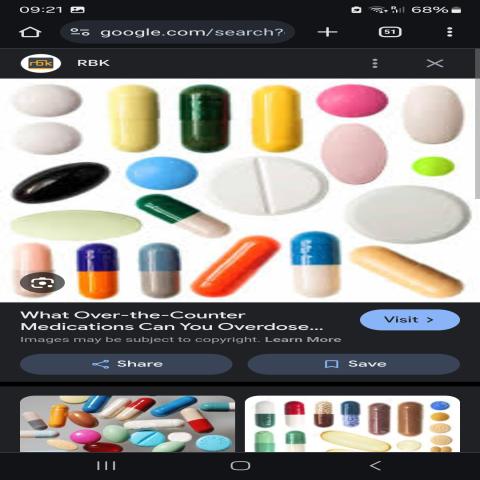 09:21
68%
google.com/search?
51
rbk
RBK
What Over-the-Counter
Medications Can You Overdose...
Visit >
Images may be subject to copyright. Learn More
Share
Save